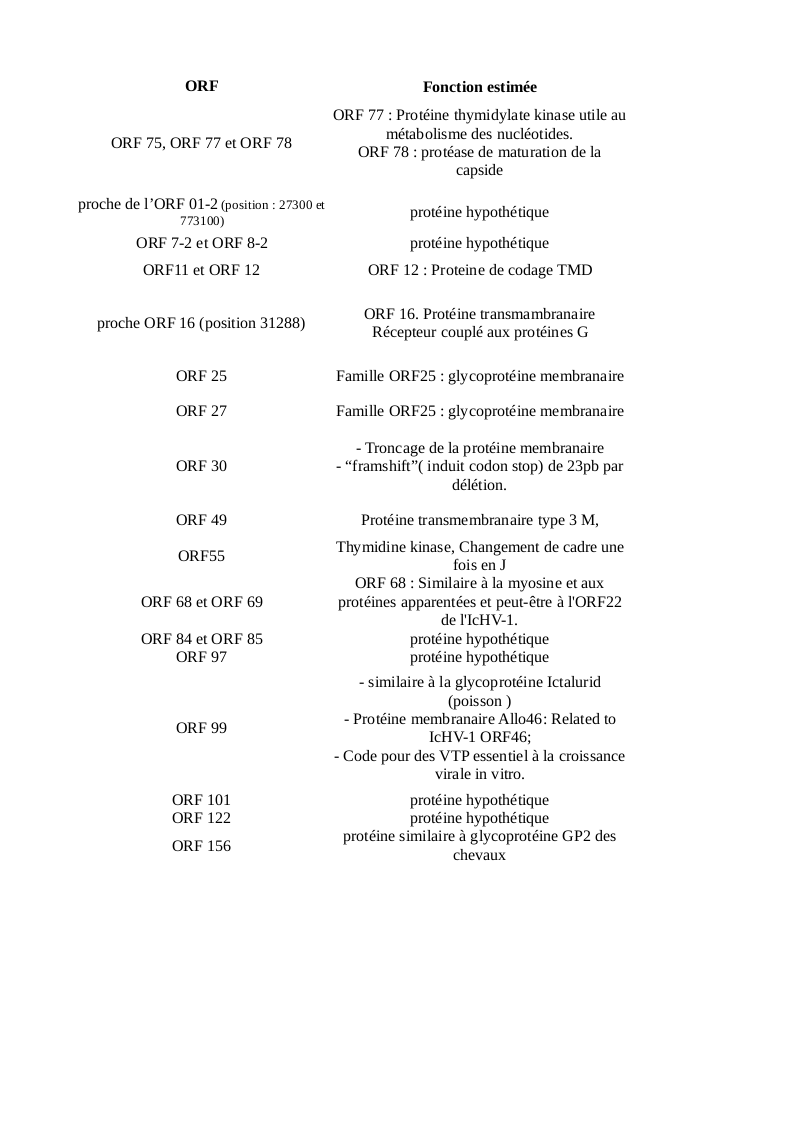 ORF Fonction estimée
ORF 75, ORF 77 et ORF 78
ORF 77 : Protéine thymidylate kinase utile au
métabolisme des nucléotides.
ORF 78 : protéase de maturation de la
capside
proche de l’ORF 01-2 (position : 27300 et
773100)
protéine hypothétique
ORF 7-2 et ORF 8-2 protéine hypothétique
ORF11 et ORF 12 ORF 12 : Proteine de codage TMD
proche ORF 16 (position 31288)
ORF 16. Protéine transmambranaire
Récepteur couplé aux protéines G
ORF 25 Famille ORF25 : glycoprotéine membranaire
ORF 27 Famille ORF25 : glycoprotéine membranaire
ORF 30
- Troncage de la protéine membranaire
- “framshift”( induit codon stop) de 23pb par
délétion.
ORF 49 Protéine transmembranaire type 3 M,
ORF55
Thymidine kinase, Changement de cadre une
fois en J
ORF 68 et ORF 69
ORF 68 : Similaire à la myosine et aux
protéines apparentées et peut-être à l'ORF22
de l'IcHV-1.
ORF 84 et ORF 85 protéine hypothétique
ORF 97 protéine hypothétique
ORF 99
- similaire à la glycoprotéine Ictalurid
(poisson )
- Protéine membranaire Allo46: Related to
IcHV-1 ORF46;
- Code pour des VTP essentiel à la croissance
virale in vitro.
ORF 101 protéine hypothétique
ORF 122 protéine hypothétique
ORF 156
protéine similaire à glycoprotéine GP2 des
chevaux